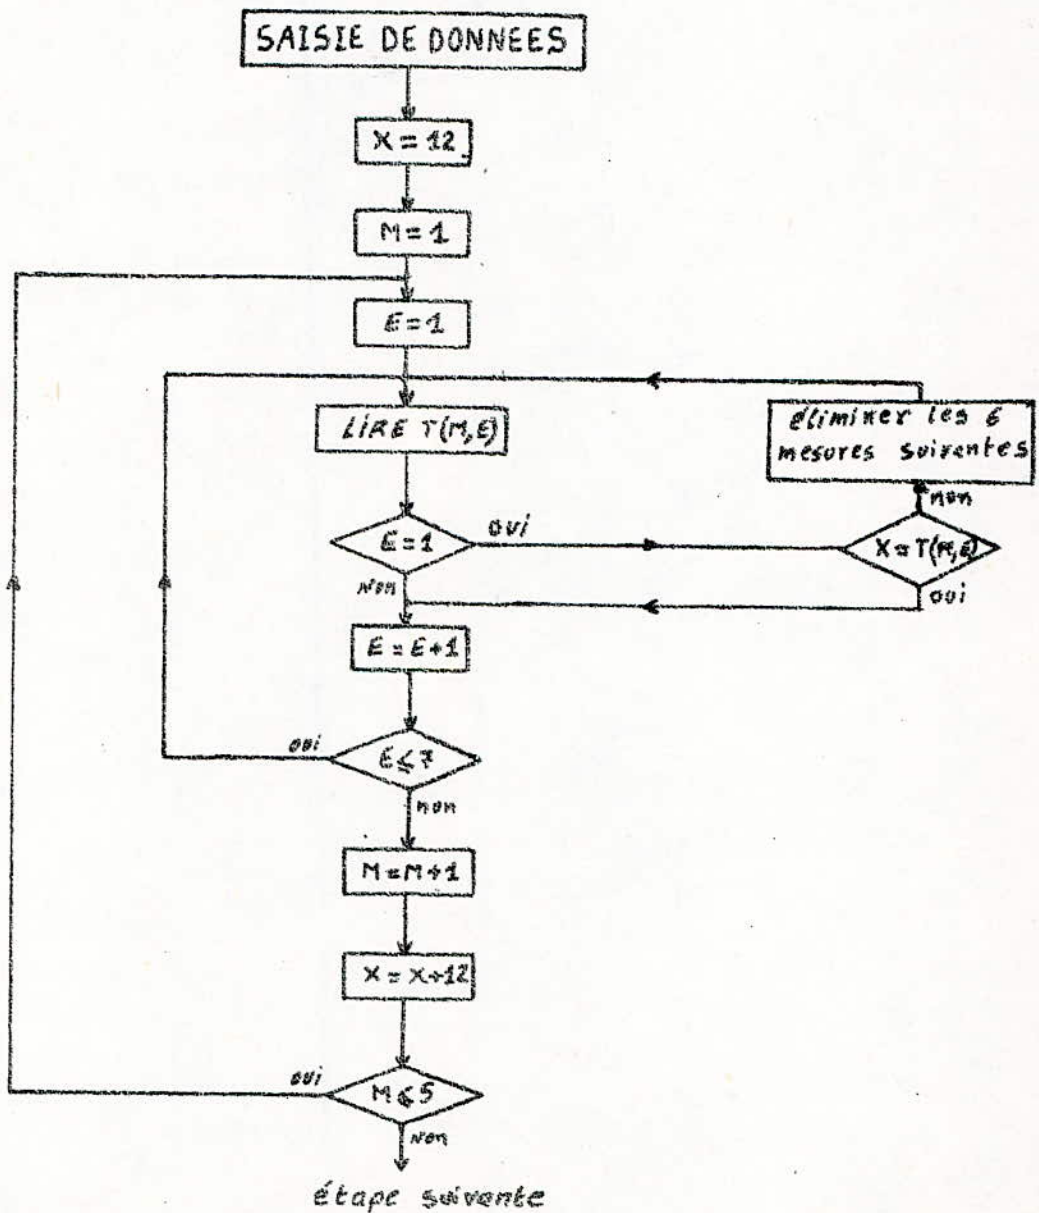 SAISIE DE DONNEES
X = 12
M = 1
E = 1
LIRE T(M,E)
éliminer les 6
mesures suivantes
non
E = 1
oui
X = T(M,E)
Non
oui
E = E+1
oui
E ≤ 7
non
M = M+1
X = X+12
oui
M ≤ 5
Non
étape suivante